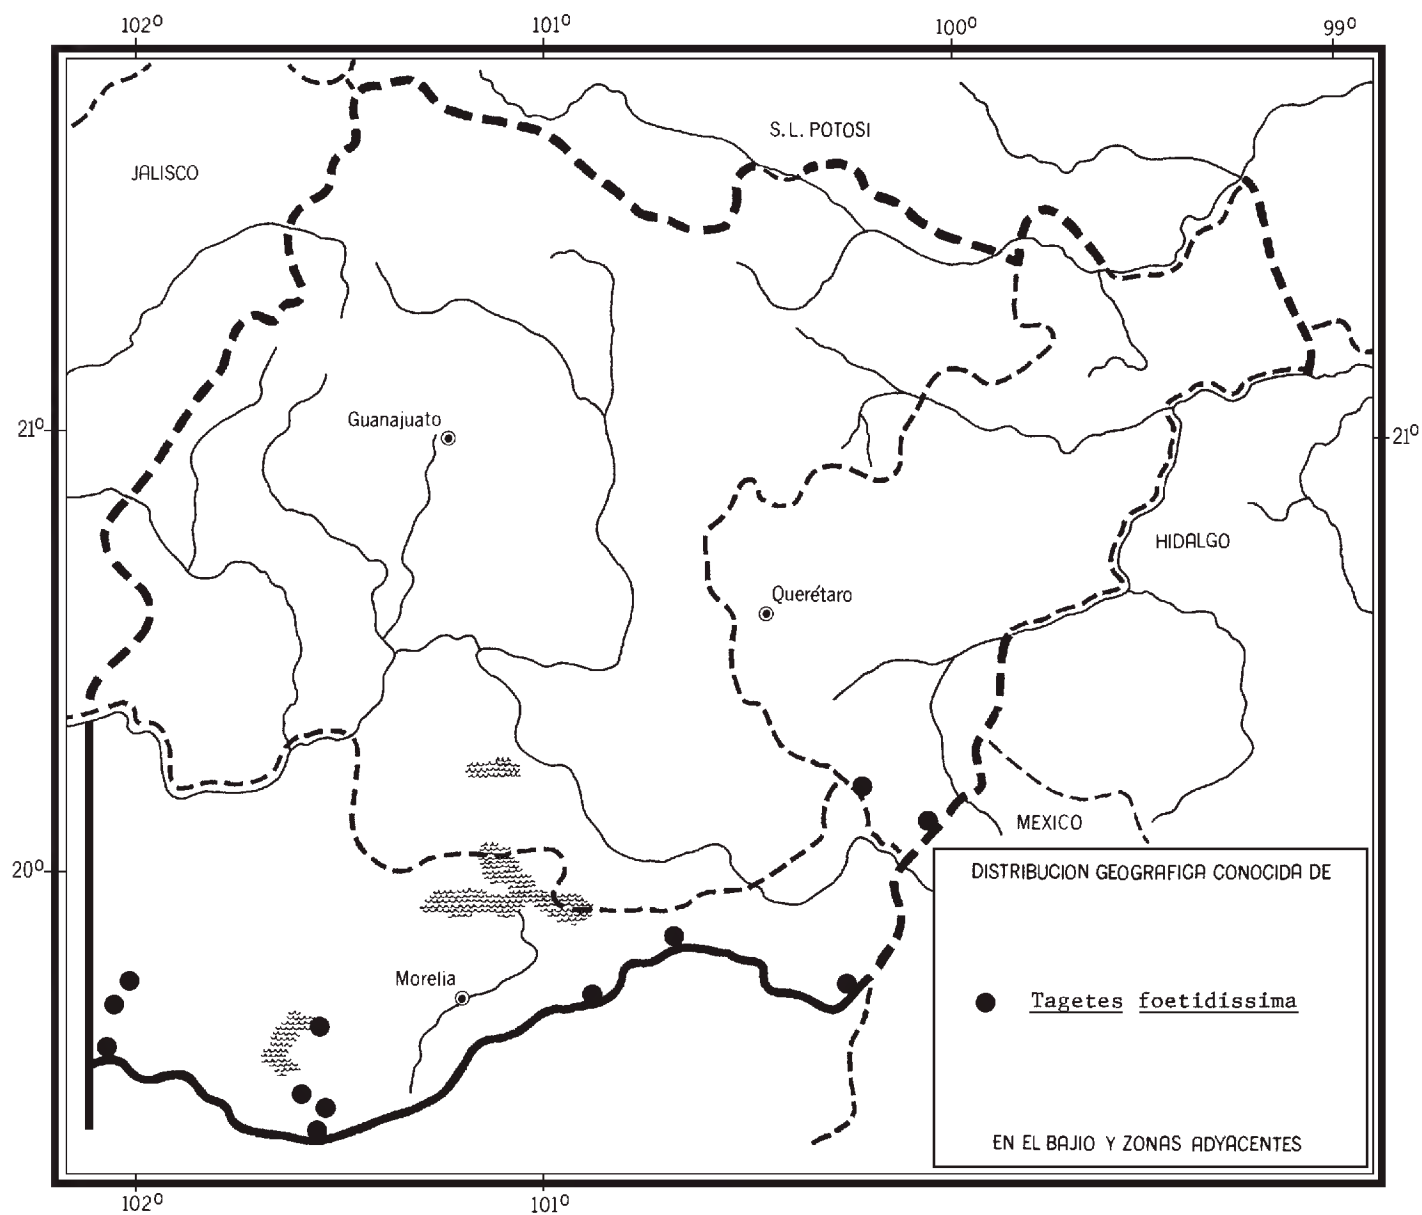 102º 101º 100º 99º
S.L. POTOSI
JALISCO
Guanajuato
21º 21º
HIDALGO
Querétaro
MEXICO
20º
DISTRIBUCION GEOGRAFICA CONOCIDA DE
Morelia
Tagetes foetidissima
EN EL BAJIO Y ZONAS ADYACENTES
102º 101º